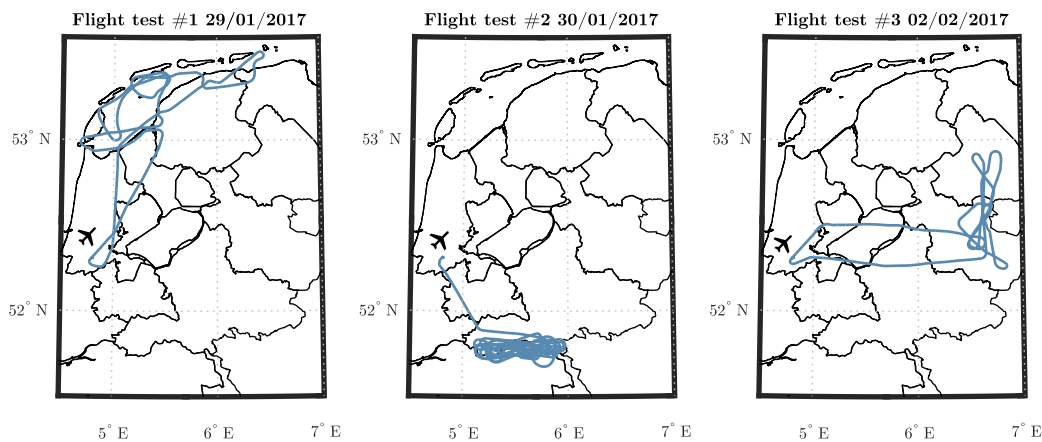 Flight test #1 29/01/2017
Flight test #2 30/01/2017
Flight test #3 02/02/2017
53° N
53° N
53° N
52° N
52° N
52° N
5° E
6° E
7° E
5° E
6° E
7° E
5° E
6° E
7° E